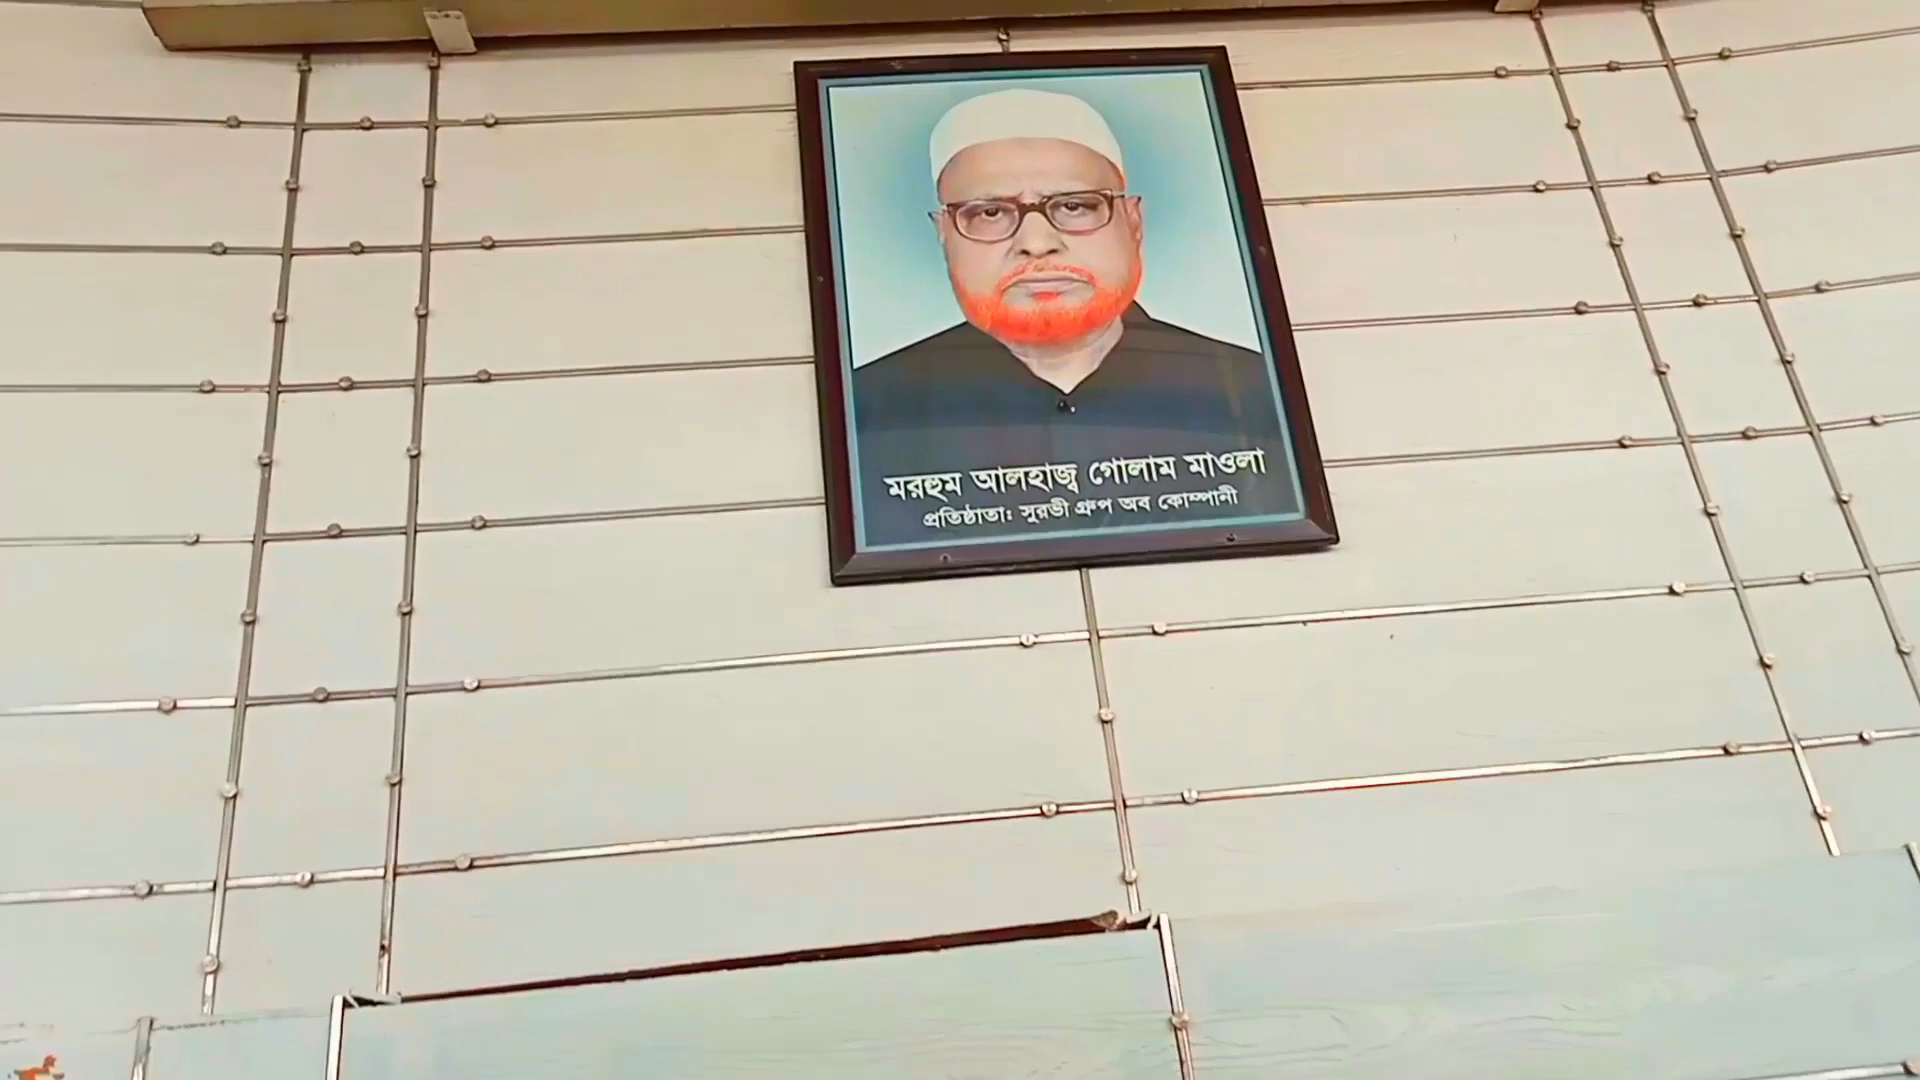 মরহুম আলহাজ্ব গোলাম মাওলা
প্রতিষ্ঠাতা: সুরভী গ্রুপ অব কোম্পানী